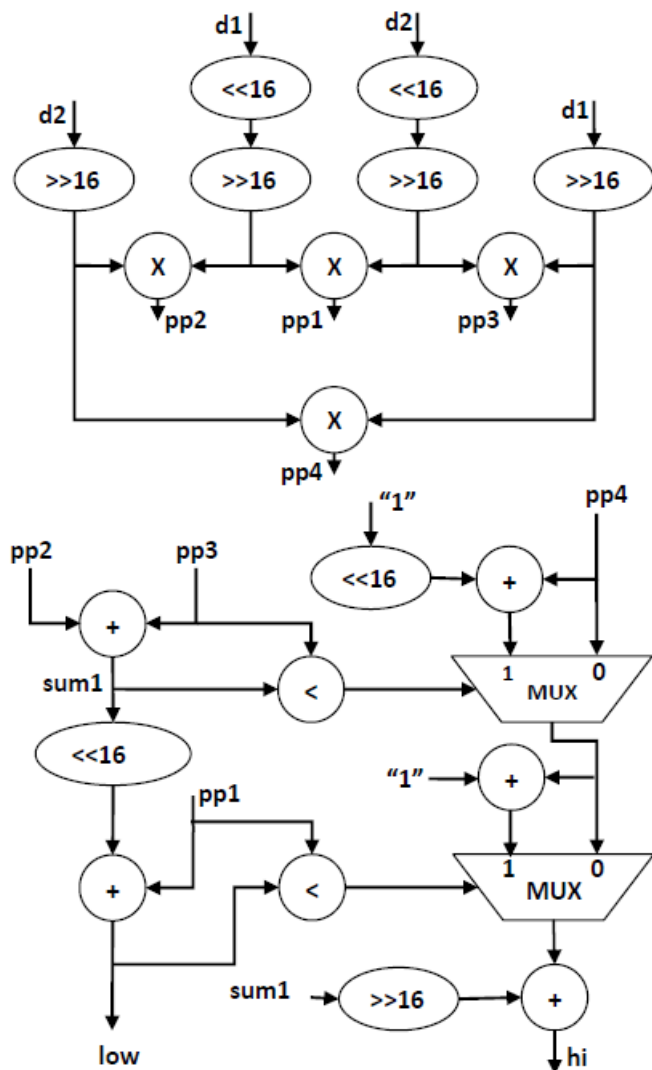 d1 d2
<<16 <<16
d2 d1
>>16 >>16 >>16 >>16
X X X
pp2 pp1 pp3
X
pp4
“1” pp4
pp2 pp3
<<16 +
+
1 0
sum1 < MUX
<<16
“1” +
pp1
1 0
+ < MUX
sum1 >>16 +
low hi